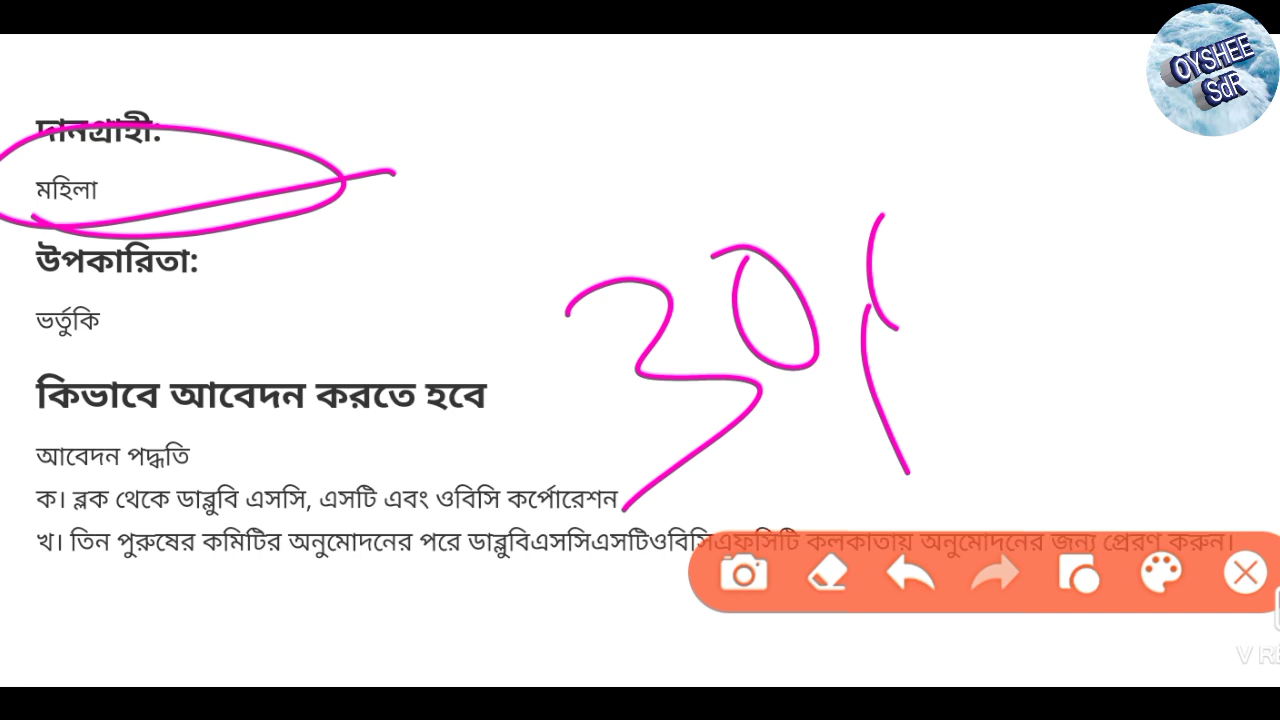 OYSHEE
SdR
দানগ্রাহী:
মহিলা
উপকারিতা:
ভর্তুকি
30
কিভাবে আবেদন করতে হবে
আবেদন পদ্ধতি
ক। ব্লক থেকে ডাব্লুবি এসসি, এসটি এবং ওবিসি কর্পোরেশন
খ। তিন পুরুষের কমিটির অনুমোদনের পরে ডাব্লুবিএসসিএসটিওবিসিএফসিটি কলকাতায় অনুমোদনের জন্য প্রেরণ করুন।